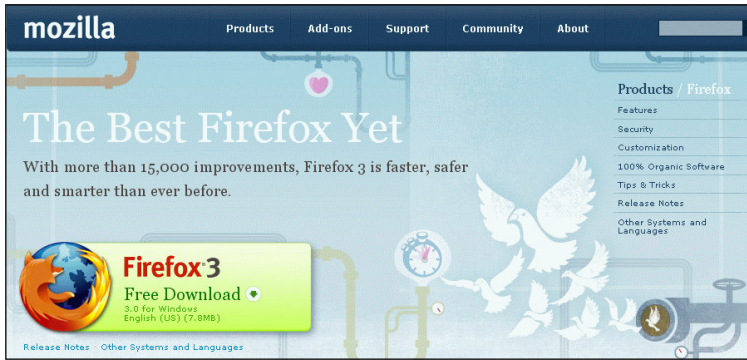 mozilla
Products Add-ons Support Community About
Products / Firefox
Features
Security
Customization
100% Organic Software
Tips & Tricks
Release Notes
Other Systems and
Languages
The Best Firefox Yet
With more than 15,000 improvements, Firefox 3 is faster, safer
and smarter than ever before.
Firefox® 3
Free Download
3.0 for Windows
English (US) (7.8MB)
Release Notes - Other Systems and Languages